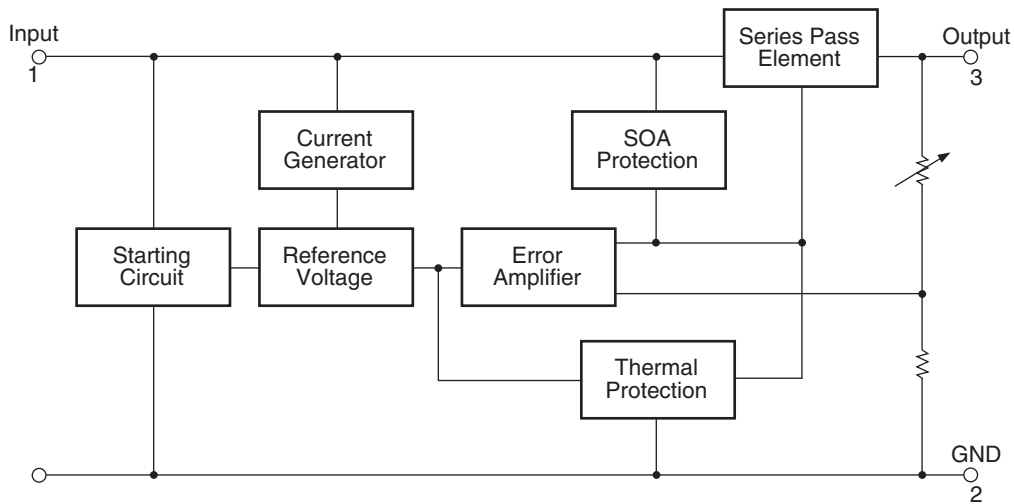 Input
1
Series Pass
Element
Output
3
Current
Generator
SOA
Protection
Starting
Circuit
Reference
Voltage
Error
Amplifier
Thermal
Protection
GND
2